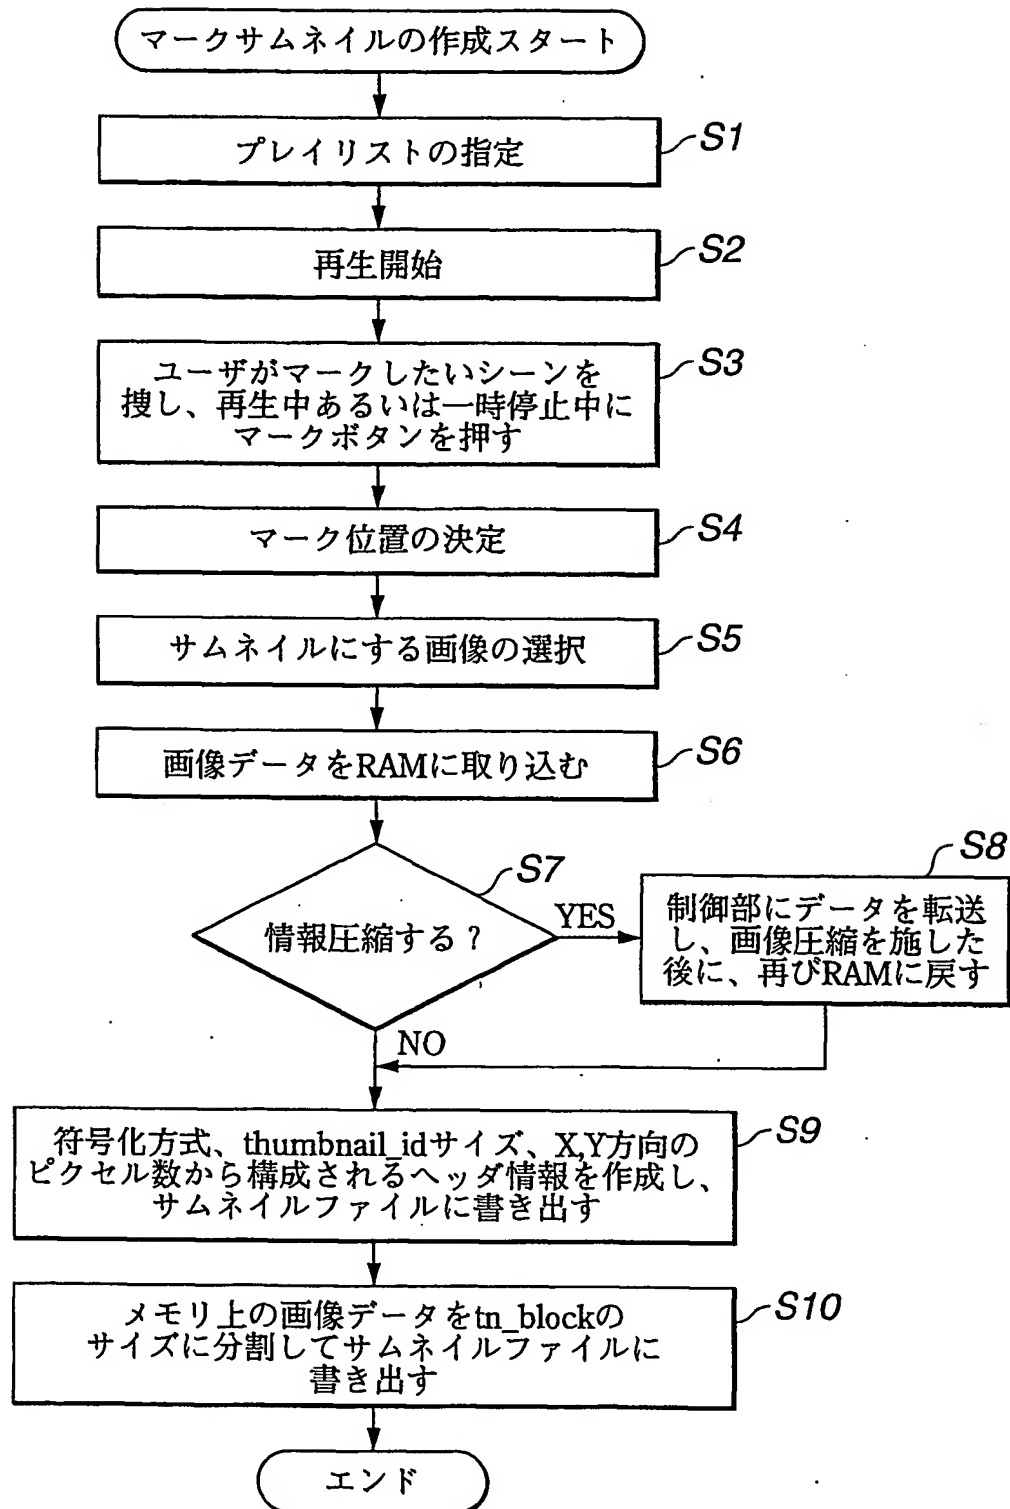 マークサムネイルの作成スタート
プレイリストの指定
S1
再生開始
S2
ユーザがマークしたいシーンを
捜し、再生中あるいは一時停止中に
マークボタンを押す
S3
マーク位置の決定
S4
サムネイルにする画像の選択
S5
画像データをRAMに取り込む
S6
情報圧縮する？
S7
YES
NO
制御部にデータを転送
し、画像圧縮を施した
後に、再びRAMに戻す
S8
符号化方式、thumbnail_idサイズ、X,Y方向の
ピクセル数から構成されるヘッダ情報を作成し、
サムネイルファイルに書き出す
S9
メモリ上の画像データをtn_blockの
サイズに分割してサムネイルファイルに
書き出す
S10
エンド